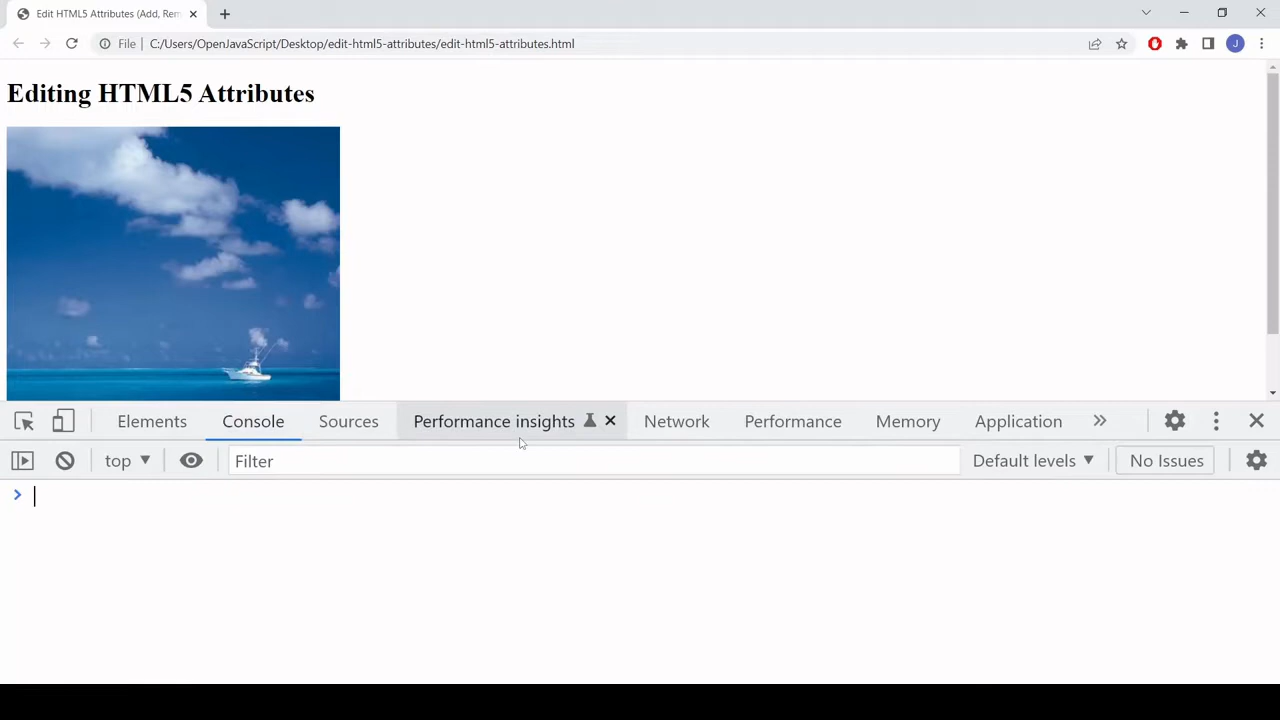 Edit HTML5 Attributes (Add, Rem
File C:/Users/OpenJavaScript/Desktop/edit-html5-attributes/edit-html5-attributes.html
J
Editing HTML5 Attributes
Elements Console Sources Performance insights Network Performance Memory Application
top Filter Default levels No Issues